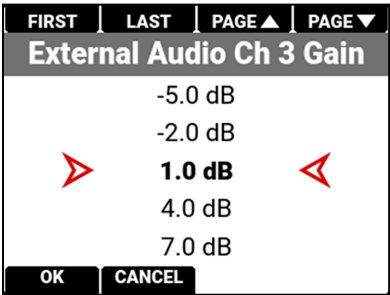 FIRST LAST PAGE▲ PAGE▼
External Audio Ch 3 Gain
-5.0 dB
-2.0 dB
1.0 dB
4.0 dB
7.0 dB
OK CANCEL